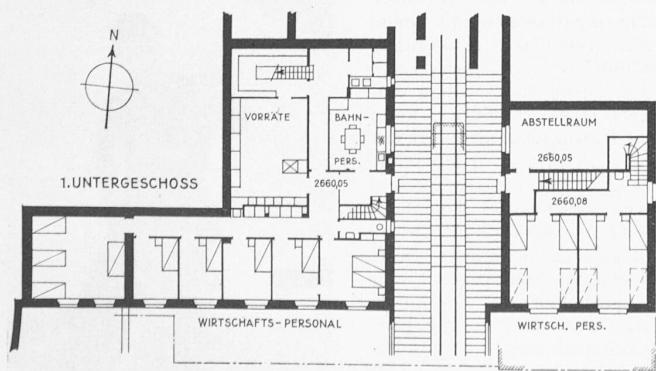 N
VORRÄTE
BAHN-
PERS.
ABSTELLRAUM
2660,05
2660,05
2660,08
1. UNTERGESCHOSS
WIRTSCHAFTS-PERSONAL
WIRTSCH. PERS.